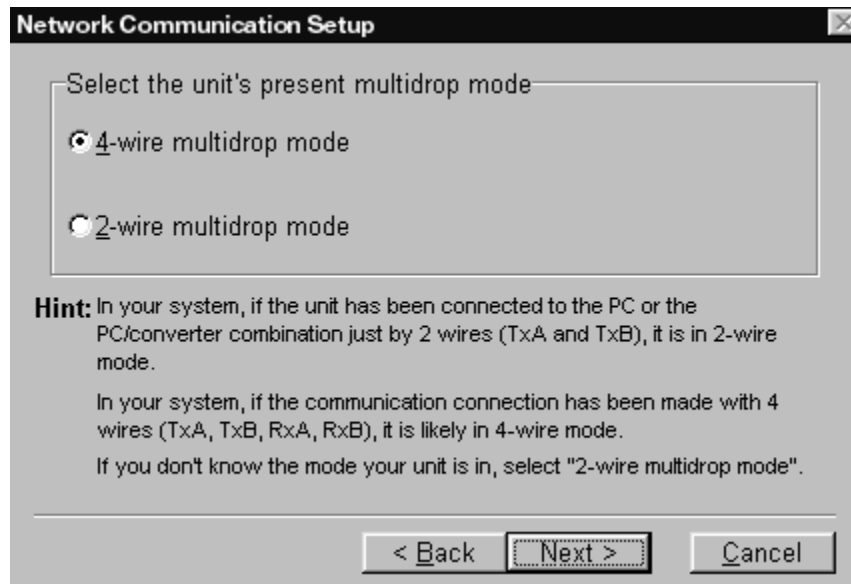 Network Communication Setup
Select the unit's present multidrop mode
4-wire multidrop mode
2-wire multidrop mode
Hint: In your system, if the unit has been connected to the PC or the
PC/converter combination just by 2 wires (TxA and TxB), it is in 2-wire
mode.
In your system, if the communication connection has been made with 4
wires (TxA, TxB, RxA, RxB), it is likely in 4-wire mode.
If you don't know the mode your unit is in, select "2-wire multidrop mode".
< Back Next > Cancel